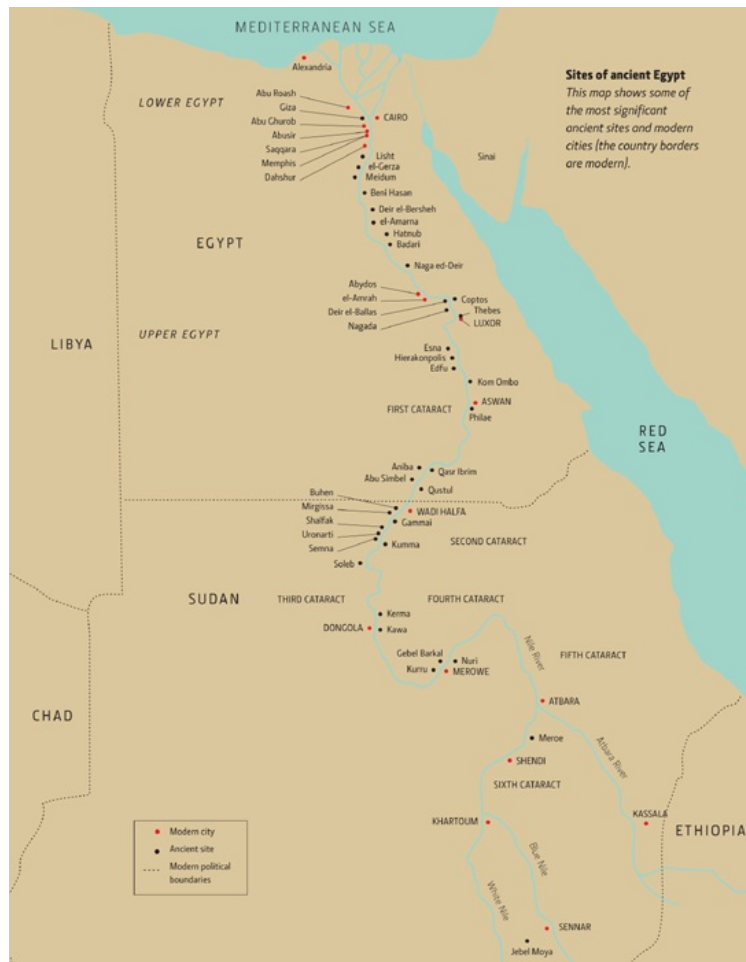 MEDITERRANEAN SEA
Alexandria
Sites of ancient Egypt
This map shows some of
the most significant
ancient sites and modern
cities (the country borders
are modern).
LOWER EGYPT
Abu Roash
Giza
Abu Ghurob
Abusir
Saqqara
Memphis
Dahshur
CAIRO
Lisht
el-Gerza
Meidum
Sinai
Beni Hasan
Deir el-Bersheh
el-Amarna
Hatnub
Badari
EGYPT
Naga ed-Deir
Abydos
el-Amrah
Deir el-Ballas
Nagada
Coptos
Thebes
LUXOR
UPPER EGYPT
LIBYA
Esna
Hierakonpolis
Edfu
Kom Ombo
FIRST CATARACT
ASWAN
Philae
RED
SEA
Aniba
Qasr Ibrim
Abu Simbel
Qustul
Buhen
Mirgissa
Shalfak
Uronarti
Semna
WADI HALFA
Gammai
SECOND CATARACT
Kumma
Soleb
SUDAN
THIRD CATARACT
FOURTH CATARACT
Kerma
DONGOLA
Kawa
Gebel Barkal
Nuri
Kurru
MEROWE
Nile River
FIFTH CATARACT
ATBARA
CHAD
Meroe
Atbara River
SHENDI
SIXTH CATARACT
KHARTOUM
KASSALA
ETHIOPIA
Modern city
Ancient site
Modern political
boundaries
Blue Nile
White Nile
SENNAR
Jebel Moya